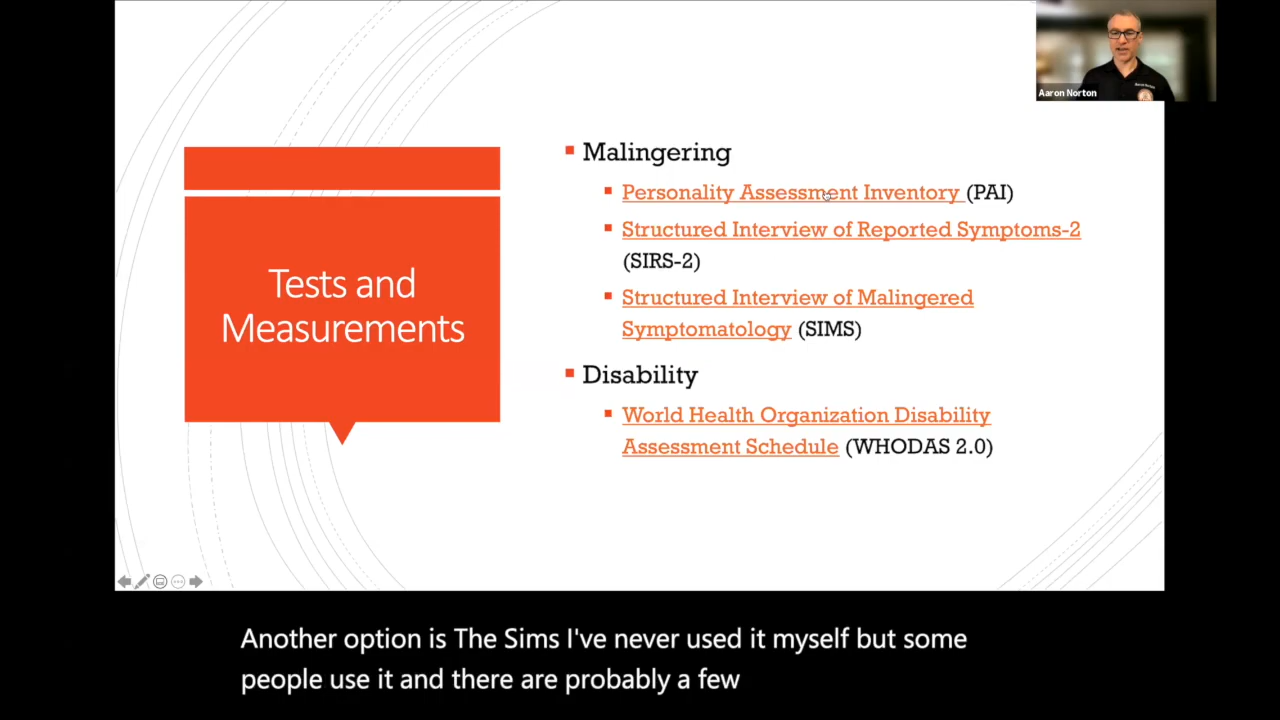 Aaron Norton
Malingering
Personality Assessment Inventory (PAI)
Structured Interview of Reported Symptoms-2
(SIRS-2)
Structured Interview of Malingered
Symptomatology (SIMS)
Disability
World Health Organization Disability
Assessment Schedule (WHODAS 2.0)
Tests and
Measurements
Another option is The Sims I've never used it myself but some
people use it and there are probably a few